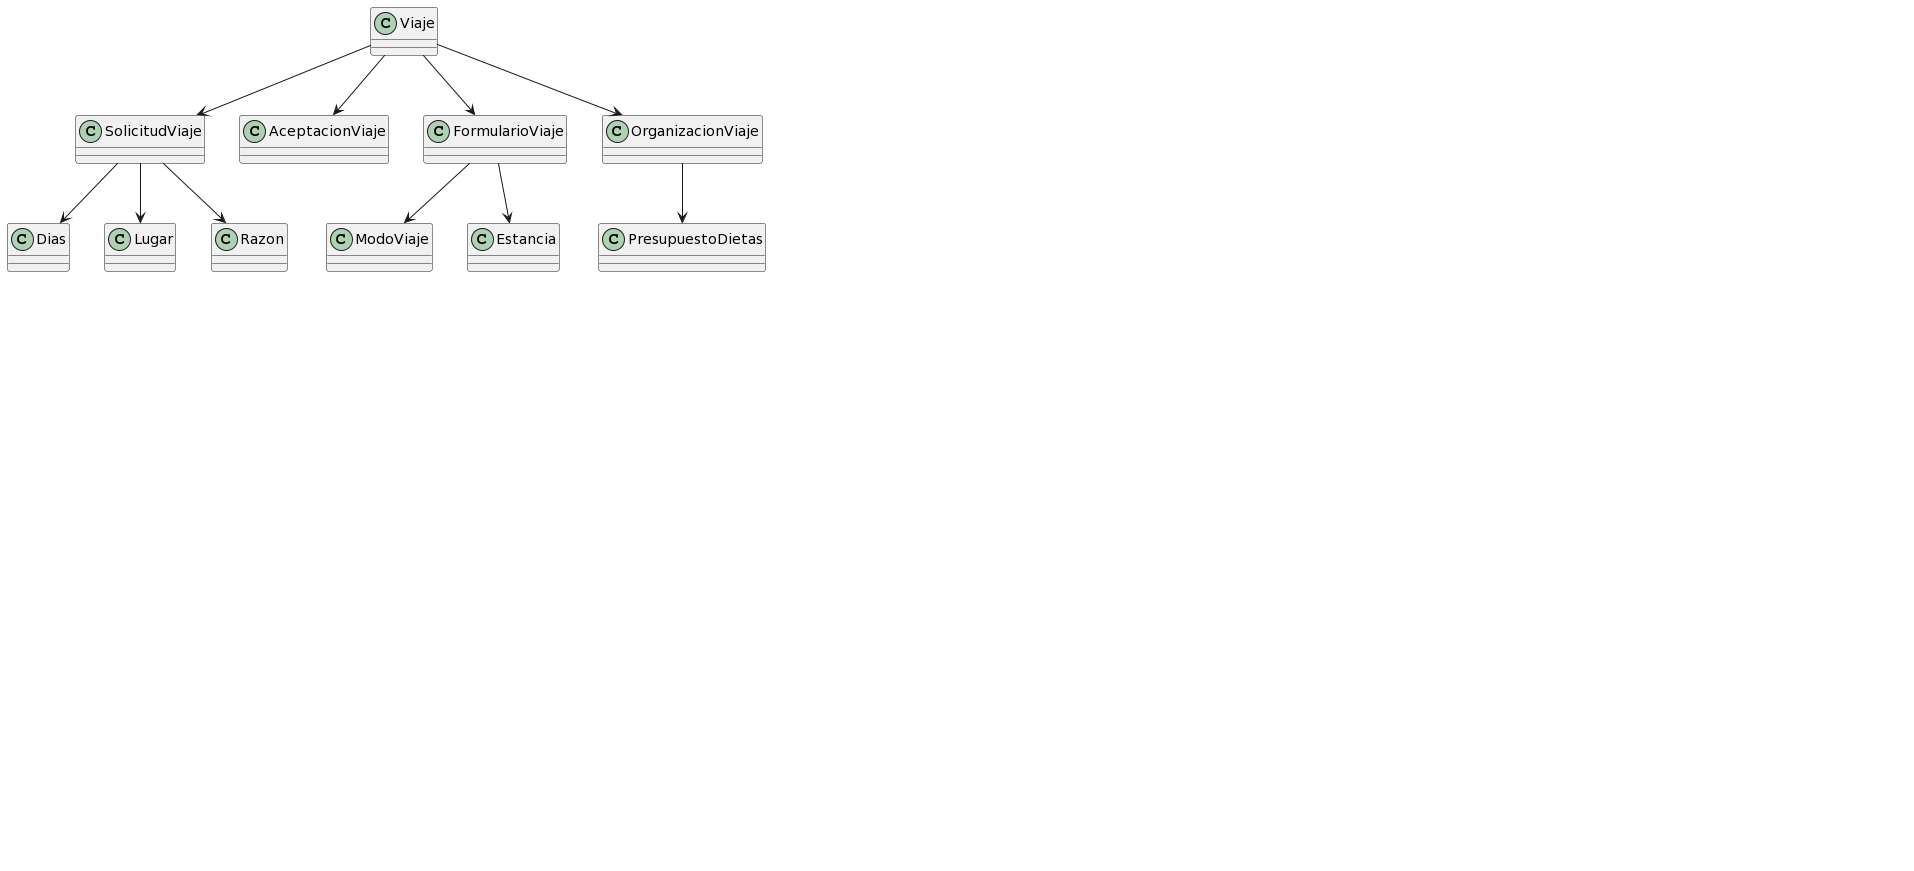 C Viaje
C SolicitudViaje
C AceptacionViaje
C FormularioViaje
C OrganizacionViaje
C Dias
C Lugar
C Razon
C ModoViaje
C Estancia
C PresupuestoDietas